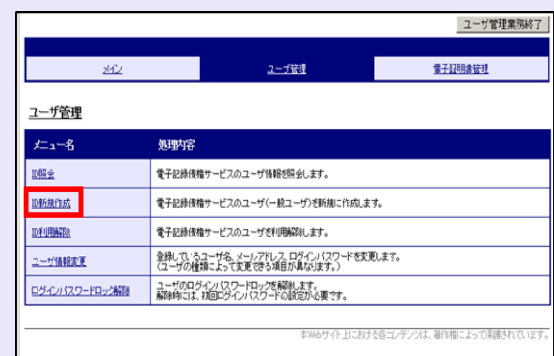 ユーザ管理業務終了
メイン ユーザ管理 電子証明書管理
ユーザ管理
メニュー名 処理内容
ID照会 電子記録債権サービスのユーザ情報を照会します。
ID新規作成 電子記録債権サービスのユーザ(一般ユーザ)を新規に作成します。
ID利用解除 電子記録債権サービスのユーザを利用解除します。
ユーザ情報変更 登録しているユーザ名、メールアドレス、ログインパスワードを変更します。
(ユーザの種類によって変更できる項目が異なります。)
ログインパスワードロック解除 ユーザのログインパスワードロックを解除します。
解除時には、初回ログインパスワードの設定が必要です。
本Webサイト上における各コンテンツは、著作権によって保護されています。